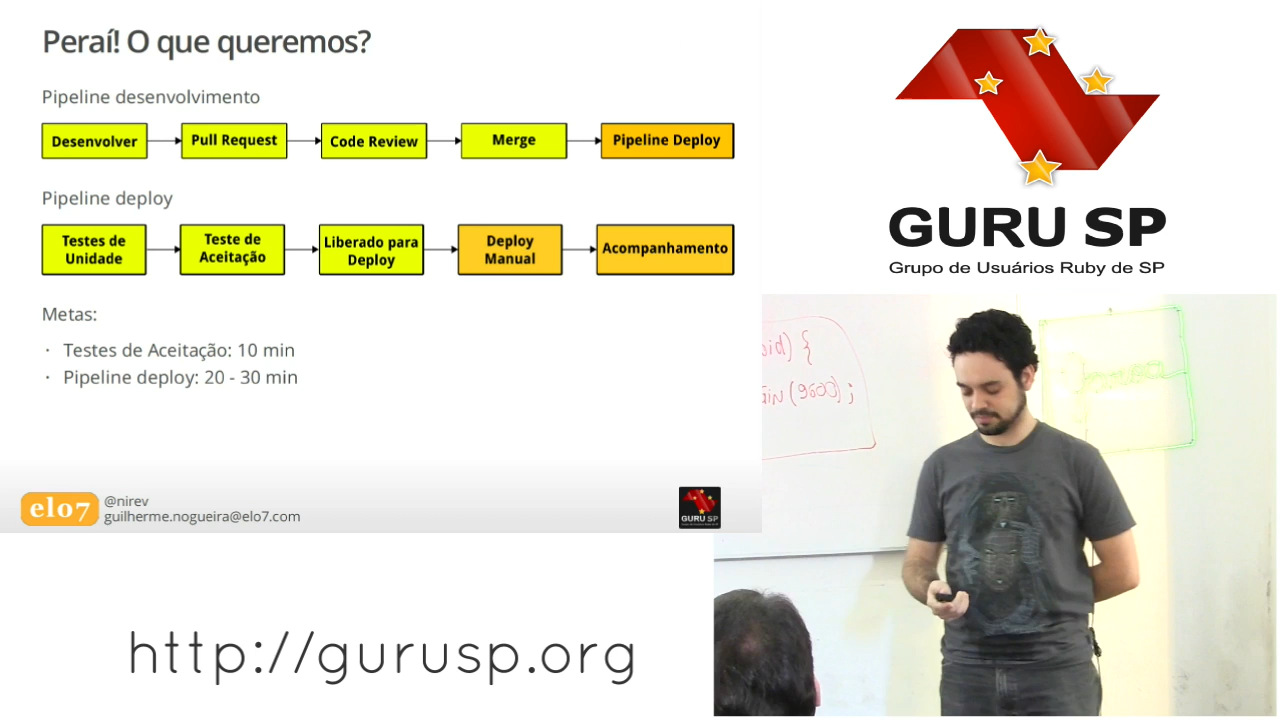 Peraí! O que queremos?
Pipeline desenvolvimento
Desenvolver
Pull Request
Code Review
Merge
Pipeline Deploy
Pipeline deploy
Testes de
Unidade
Teste de
Aceitação
Liberado para
Deploy
Deploy
Manual
Acompanhamento
Metas:
· Testes de Aceitação: 10 min
· Pipeline deploy: 20 - 30 min
elo7
@nirev
guilherme.nogueira@elo7.com
GURU SP
GURU SP
Grupo de Usuários Ruby de SP
(9600);
http://gurusp.org